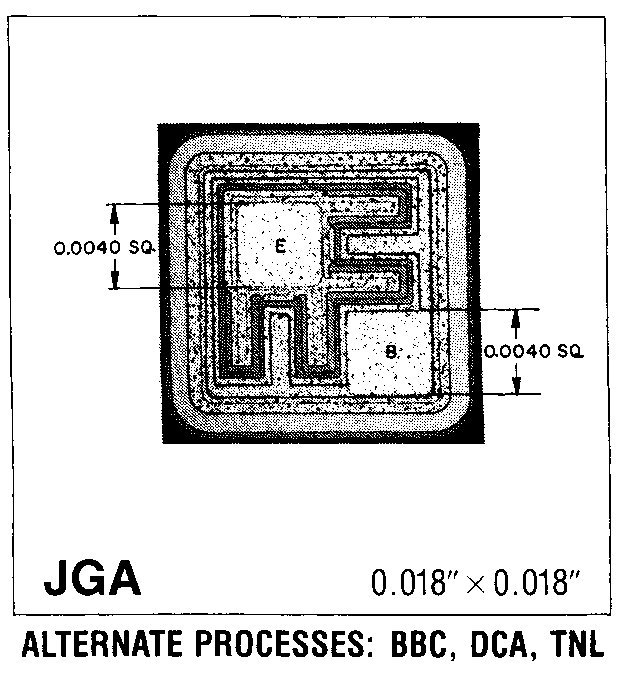 E
0.0040 SQ.
B
0.0040 SQ.
JGA 0.018" × 0.018"
ALTERNATE PROCESSES: BBC, DCA, TNL